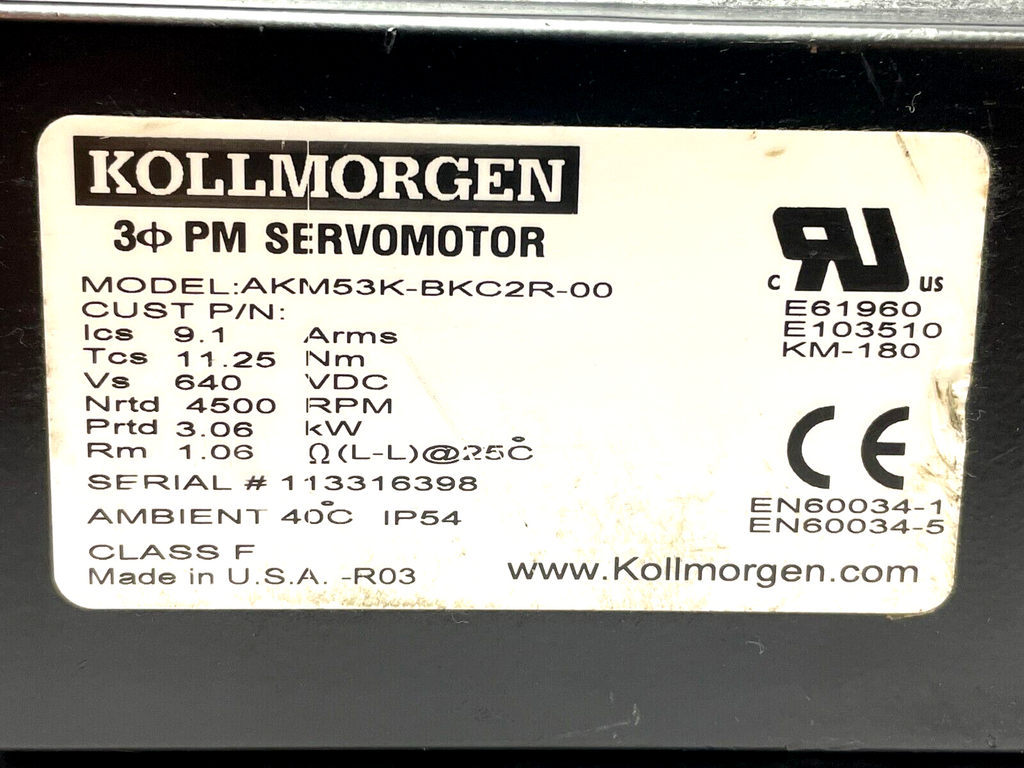 KOLLMORGEN
3Φ PM SERVOMOTOR
MODEL:AKM53K-BKC2R-00
CUST P/N:
Ics 9.1 Arms
Tcs 11.25 Nm
Vs 640 VDC
Nrtd 4500 RPM
Prtd 3.06 kW
Rm 1.06 Ω(L-L)@25°C
SERIAL # 113316398
AMBIENT 40°C IP54
CLASS F
Made in U.S.A. -R03
c RU us
E61960
E103510
KM-180
CE
EN60034-1
EN60034-5
www.Kollmorgen.com